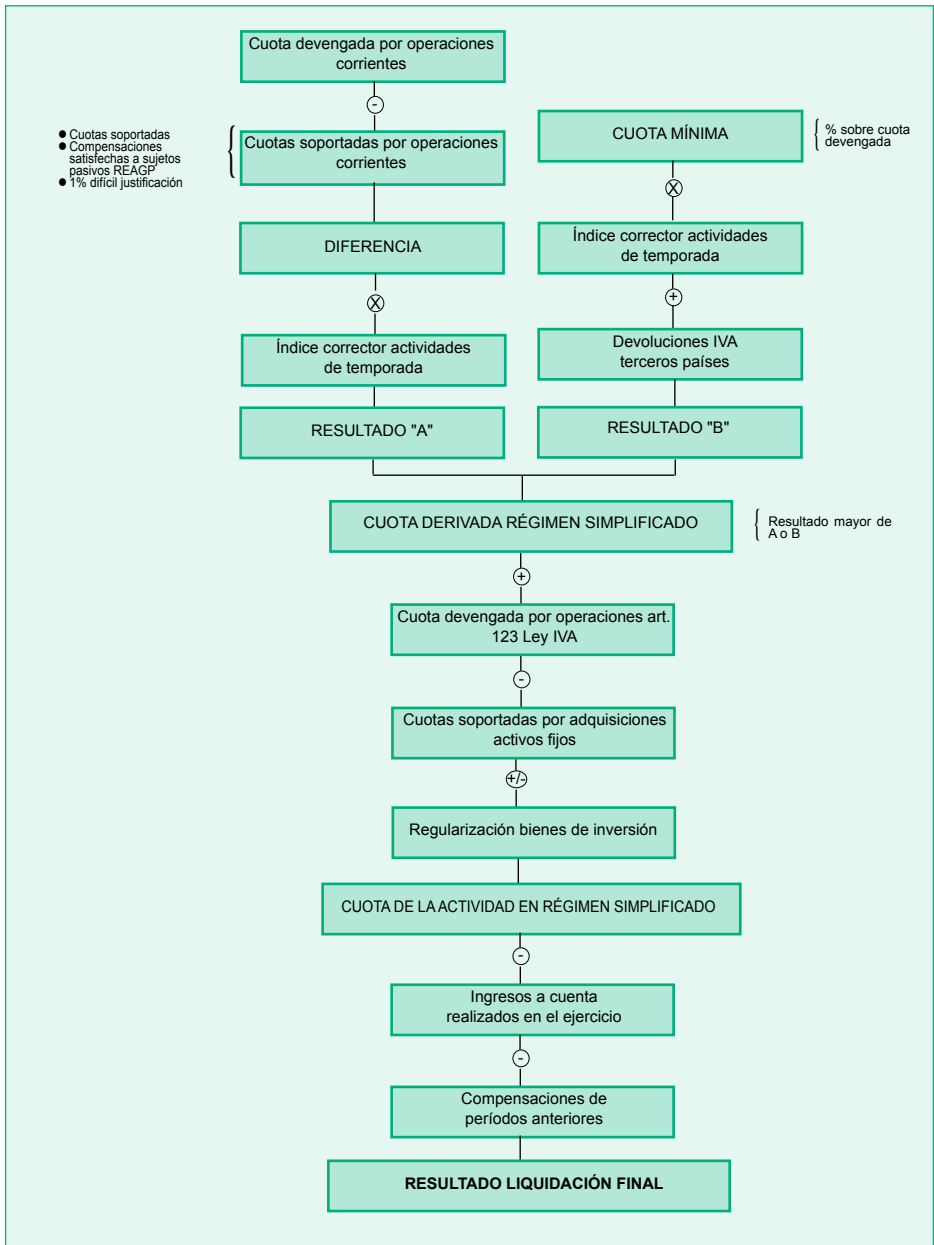 Cuota devengada por operaciones
corrientes
-
● Cuotas soportadas
● Compensaciones
satisfechas a sujetos
pasivos REAGP
● 1% difícil justificación
{
Cuotas soportadas por operaciones
corrientes
DIFERENCIA
X
Índice corrector actividades
de temporada
RESULTADO "A"
CUOTA MÍNIMA
{
% sobre cuota
devengada
X
Índice corrector actividades
de temporada
+
Devoluciones IVA
terceros países
RESULTADO "B"
CUOTA DERIVADA RÉGIMEN SIMPLIFICADO
{
Resultado mayor de
A o B
+
Cuota devengada por operaciones art.
123 Ley IVA
-
Cuotas soportadas por adquisiciones
activos fijos
+/-
Regularización bienes de inversión
CUOTA DE LA ACTIVIDAD EN RÉGIMEN SIMPLIFICADO
-
Ingresos a cuenta
realizados en el ejercicio
-
Compensaciones de
períodos anteriores
RESULTADO LIQUIDACIÓN FINAL